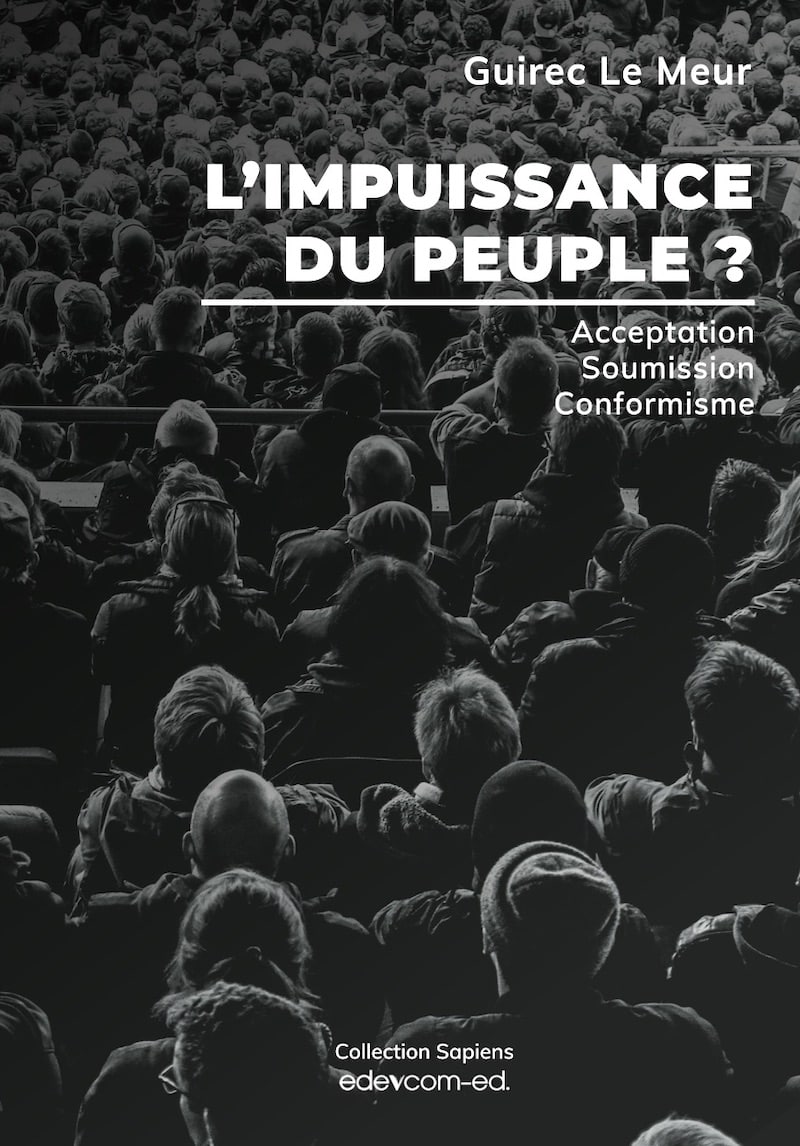 Guirec Le Meur
L’IMPUISSANCE
DU PEUPLE ?
Acceptation
Soumission
Conformisme
Collection Sapiens
edevcom-ed.